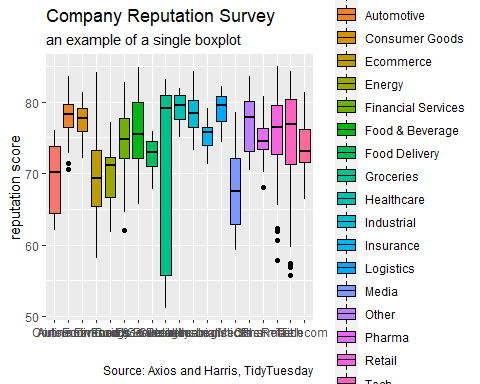 Company Reputation Survey
an example of a single boxplot
reputation score
80
70
60
50
Source: Axios and Harris, TidyTuesday
Automotive
Consumer Goods
Ecommerce
Energy
Financial Services
Food & Beverage
Food Delivery
Groceries
Healthcare
Industrial
Insurance
Logistics
Media
Other
Pharma
Retail
Tech